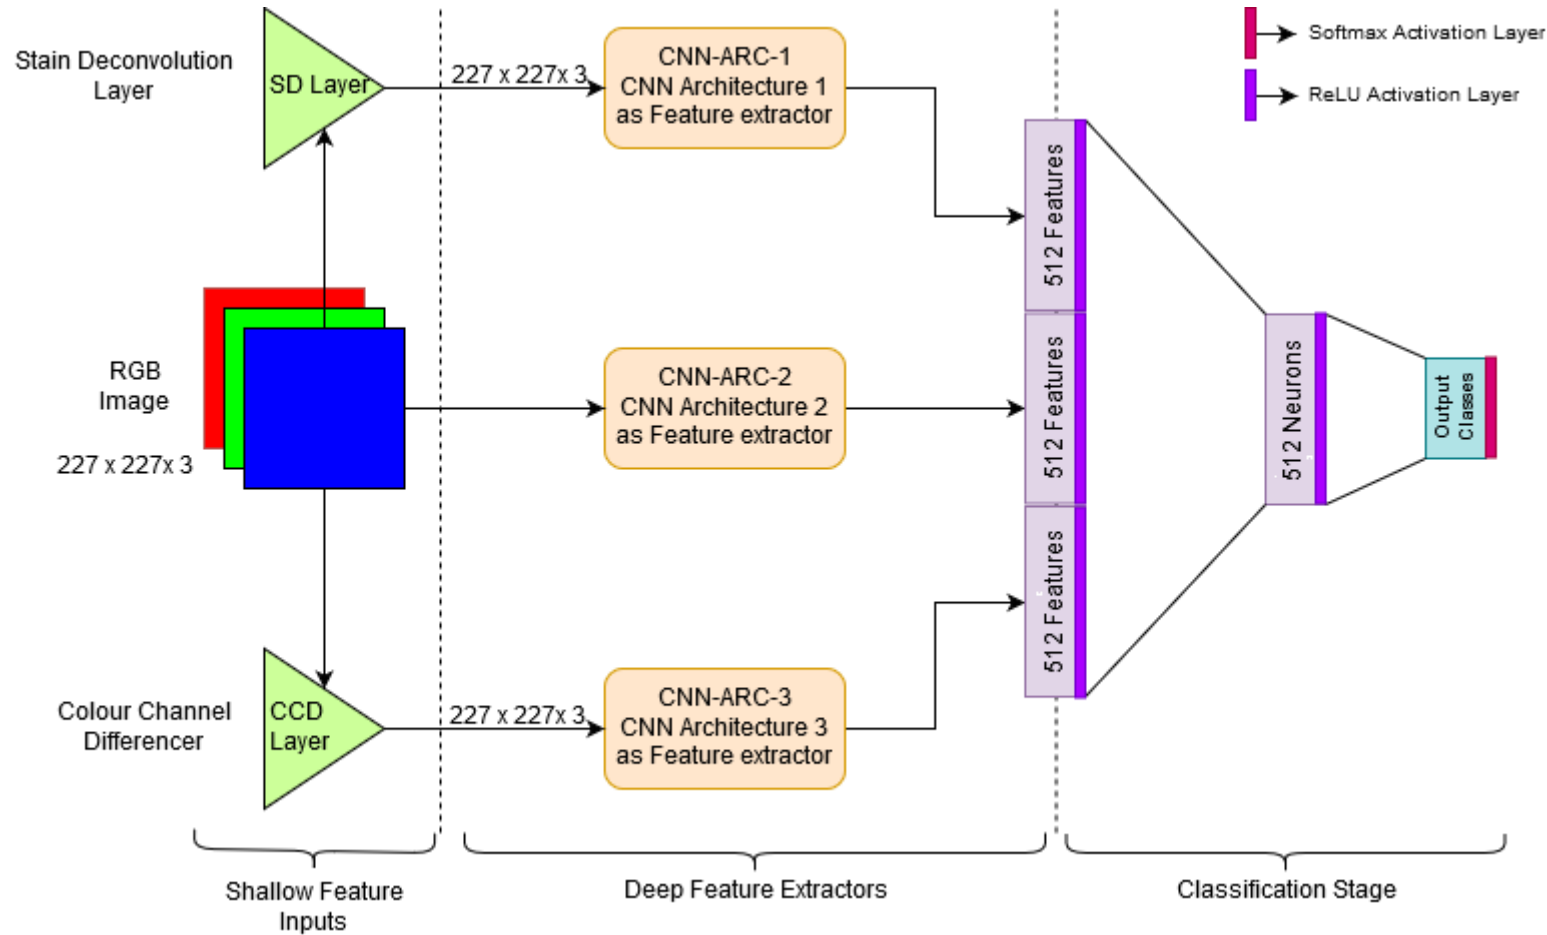 Stain Deconvolution
Layer
SD Layer
227 x 227x 3
CNN-ARC-1
CNN Architecture 1
as Feature extractor
Softmax Activation Layer
ReLU Activation Layer
512 Features
RGB
Image
227 x 227x 3
CNN-ARC-2
CNN Architecture 2
as Feature extractor
512 Features
512 Neurons
Output
Classes
Colour Channel
Differencer
CCD
Layer
227 x 227x 3
CNN-ARC-3
CNN Architecture 3
as Feature extractor
512 Features
Shallow Feature
Inputs
Deep Feature Extractors
Classification Stage